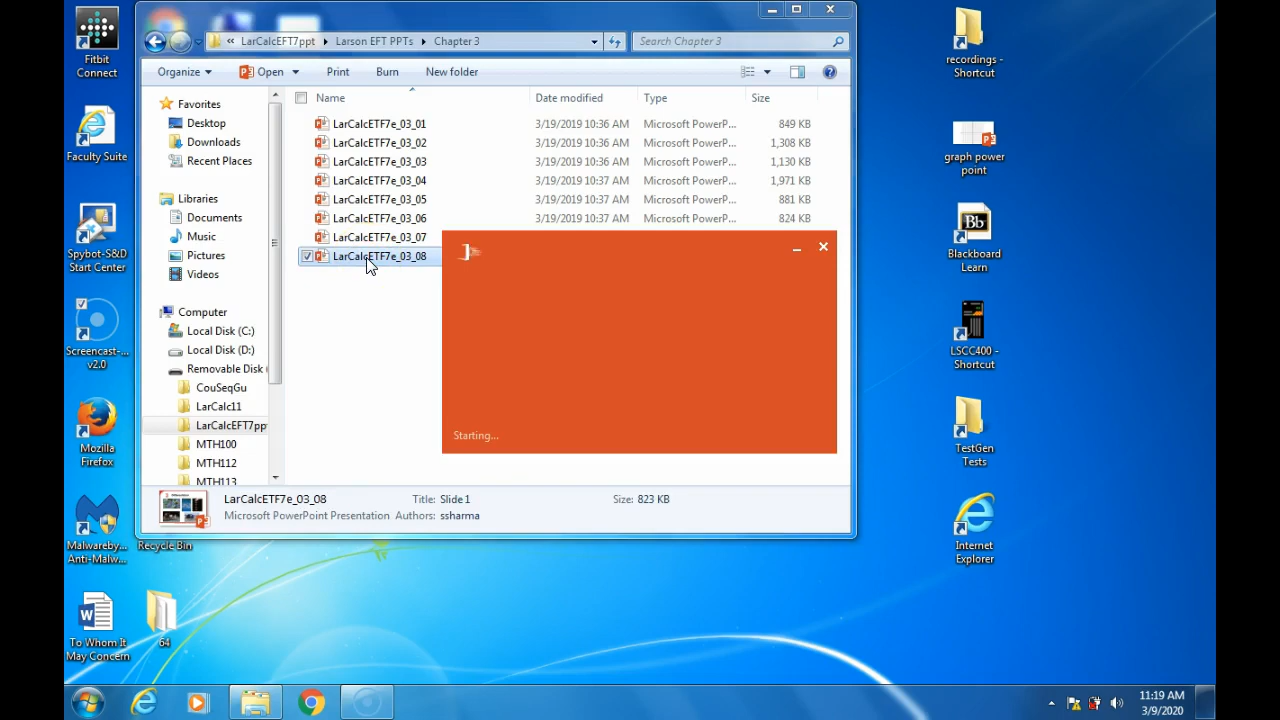 Fitbit
Connect
Faculty Suite
Spybot-S&D
Start Center
Screencast-...
v2.0
Mozilla
Firefox
Malwareby...
Anti-Malw...
Recycle Bin
To Whom It
May Concern
64
« LarCalcEFT7ppt Larson EFT PPTs Chapter 3
Search Chapter 3
Organize Open Print Burn New folder
Name Date modified Type Size
Favorites
Desktop
Downloads
Recent Places
Libraries
Documents
Music
Pictures
Videos
Computer
Local Disk (C:)
Local Disk (D:)
Removable Disk (
CouSeqGu
LarCalc11
LarCalcEFT7pp
MTH100
MTH112
MTH113
LarCalcETF7e_03_01 3/19/2019 10:36 AM Microsoft PowerP... 849 KB
LarCalcETF7e_03_02 3/19/2019 10:36 AM Microsoft PowerP... 1,308 KB
LarCalcETF7e_03_03 3/19/2019 10:36 AM Microsoft PowerP... 1,130 KB
LarCalcETF7e_03_04 3/19/2019 10:37 AM Microsoft PowerP... 1,971 KB
LarCalcETF7e_03_05 3/19/2019 10:37 AM Microsoft PowerP... 881 KB
LarCalcETF7e_03_06 3/19/2019 10:37 AM Microsoft PowerP... 824 KB
LarCalcETF7e_03_07
LarCalcETF7e_03_08
Starting...
LarCalcETF7e_03_08 Title: Slide 1 Size: 823 KB
Microsoft PowerPoint Presentation Authors: ssharma
recordings -
Shortcut
graph power
point
Bb
Blackboard
Learn
LSCC400 -
Shortcut
TestGen
Tests
Internet
Explorer
11:19 AM
3/9/2020